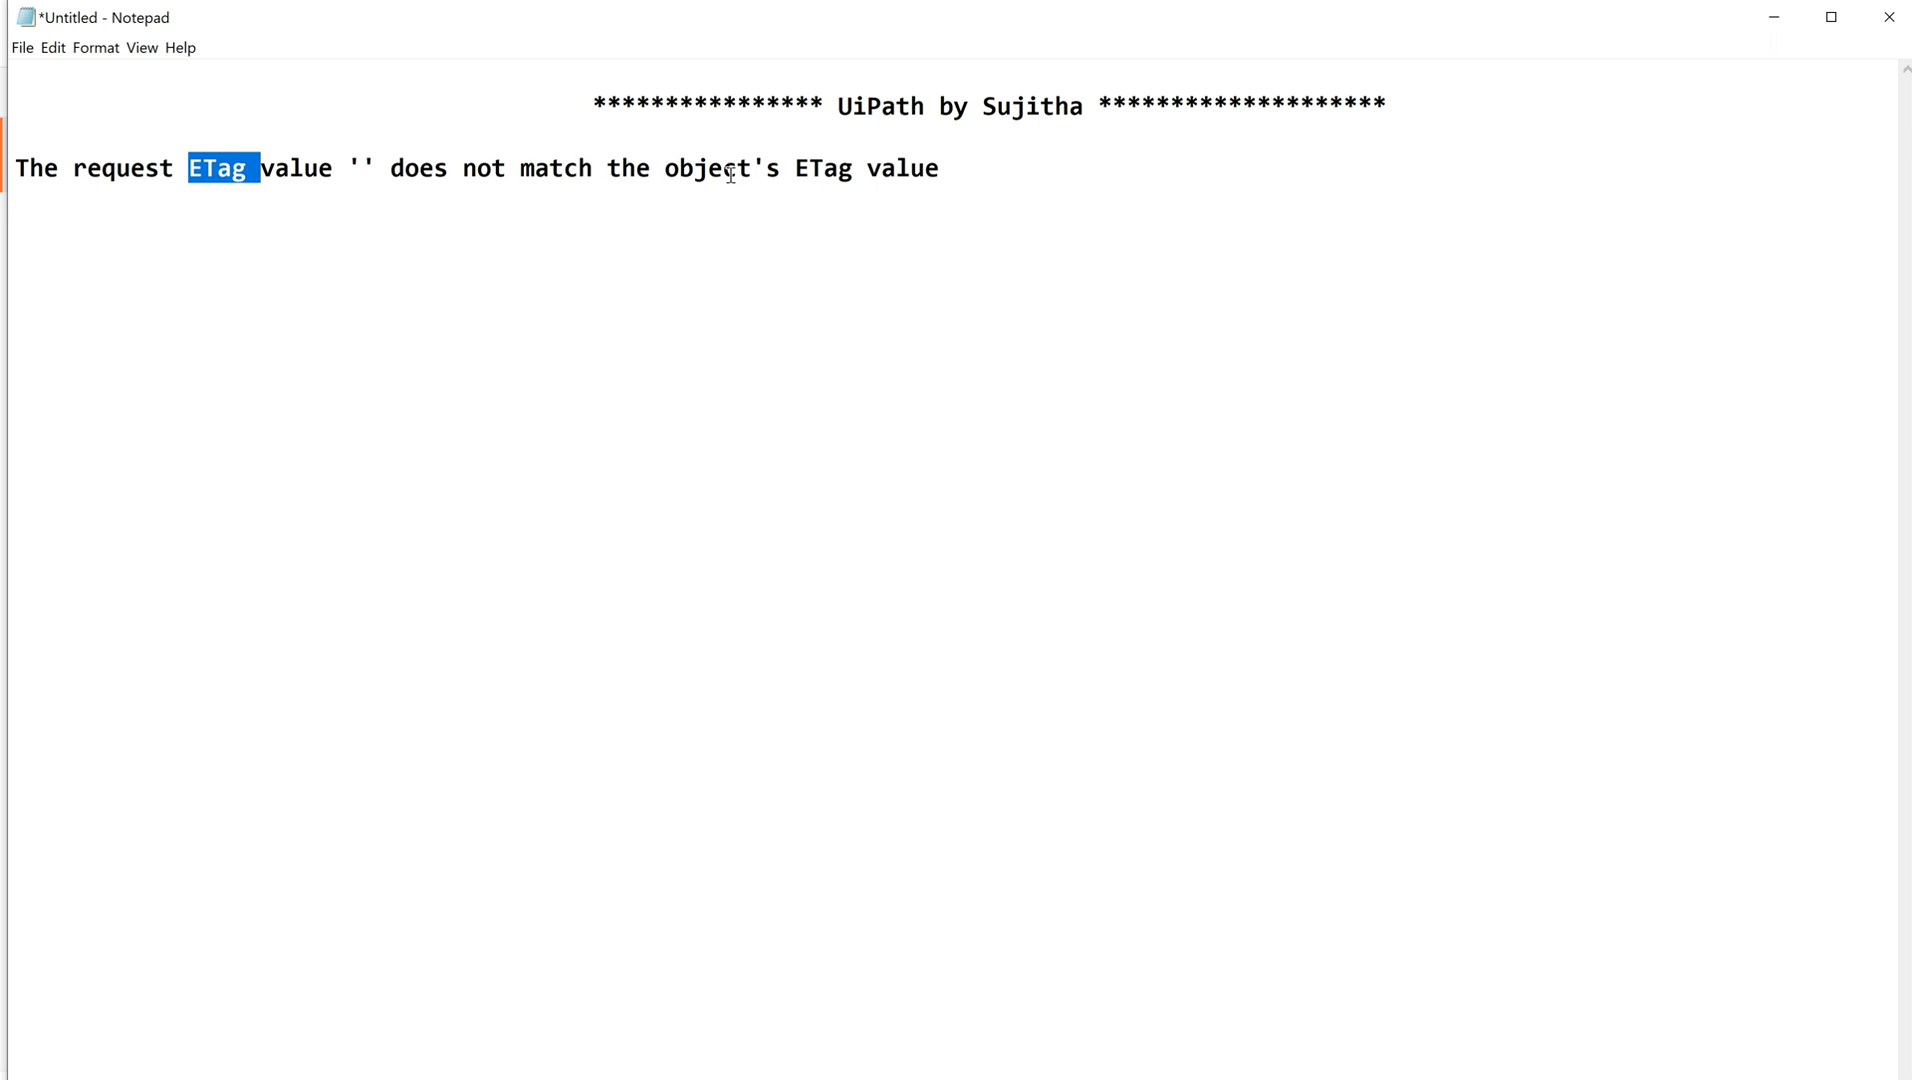 *Untitled - Notepad
File Edit Format View Help
**************** UiPath by Sujitha ********************
The request ETag value '' does not match the object's ETag value